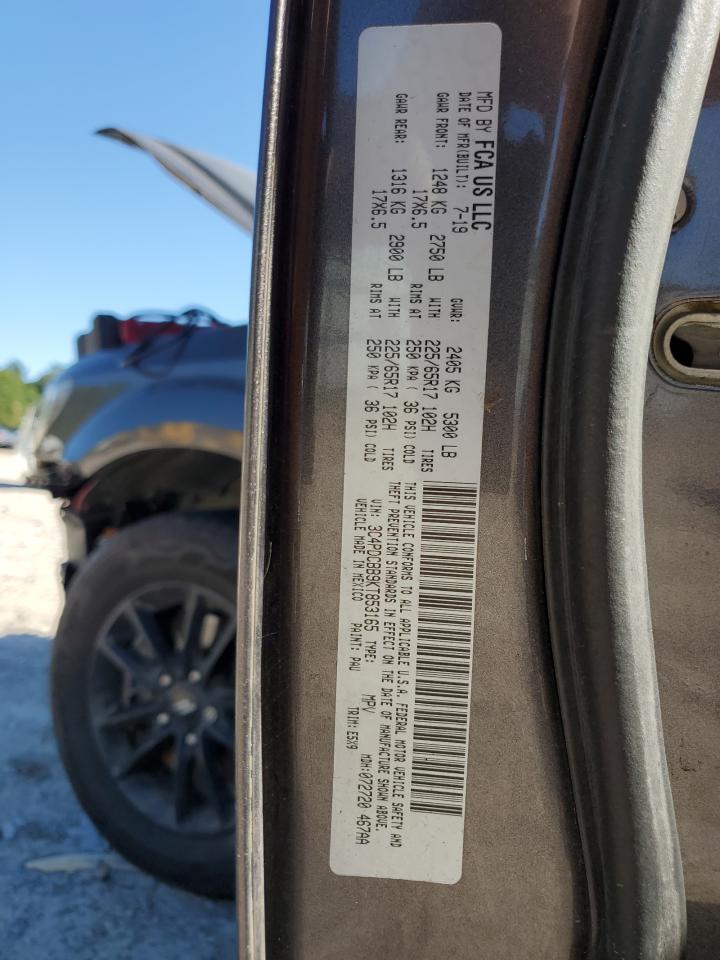 MFD BY FCA US LLC
DATE OF MFR(BUILT): 7-19 GVWR: 2405 KG 5300 LB
GAWR FRONT: 1248 KG 2750 LB WITH 225/65R17 102H TIRES
17X6.5 RIMS AT 250 KPA ( 36 PSI) COLD
GAWR REAR: 1316 KG 2900 LB WITH 225/65R17 102H TIRES
17X6.5 RIMS AT 250 KPA ( 36 PSI) COLD
THIS VEHICLE CONFORMS TO ALL APPLICABLE U.S.A. FEDERAL MOTOR VEHICLE SAFETY AND
THEFT PREVENTION STANDARDS IN EFFECT ON THE DATE OF MANUFACTURE SHOWN ABOVE.
VIN: 3C4PDCBB9KT853165 TYPE: MPV MDH:072720 467AA
VEHICLE MADE IN MEXICO PAINT: PAU TRIM:E5X9